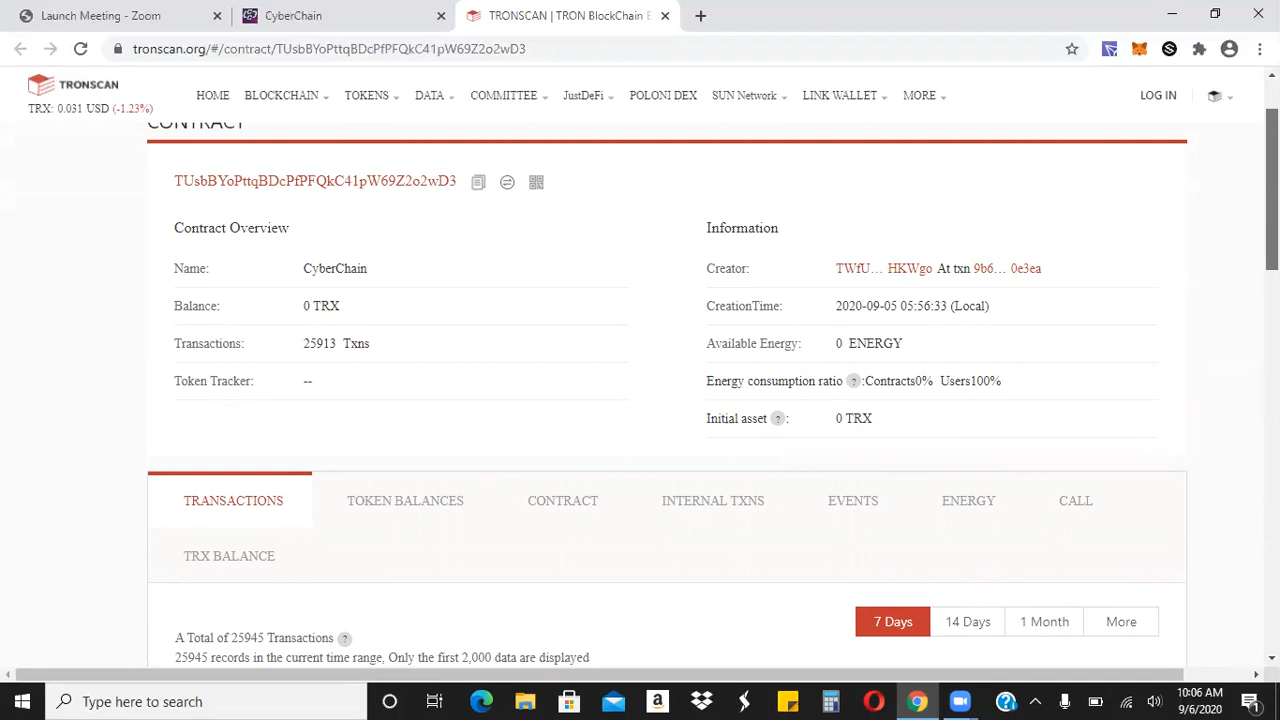 Launch Meeting - Zoom
CyberChain
TRONSCAN | TRON BlockChain E
tronscan.org/#/contract/TUsbBYoPttqBDcPfPFQkC41pW69Z2o2wD3
TRONSCAN
TRX: 0.031 USD (-1.23%)
HOME BLOCKCHAIN TOKENS DATA COMMITTEE JustDeFi POLONI DEX SUN Network LINK WALLET MORE LOG IN
CONTRACT
TUsbBYoPttqBDcPfPFQkC41pW69Z2o2wD3
Contract Overview
Name: CyberChain
Balance: 0 TRX
Transactions: 25913 Txns
Token Tracker: --
Information
Creator: TWfU... HKWgo At txn 9b6... 0e3ea
CreationTime: 2020-09-05 05:56:33 (Local)
Available Energy: 0 ENERGY
Energy consumption ratio ? :Contracts0% Users100%
Initial asset ? : 0 TRX
TRANSACTIONS TOKEN BALANCES CONTRACT INTERNAL TXNS EVENTS ENERGY CALL
TRX BALANCE
7 Days 14 Days 1 Month More
A Total of 25945 Transactions ?
25945 records in the current time range, Only the first 2,000 data are displayed
Type here to search
10:06 AM
9/6/2020